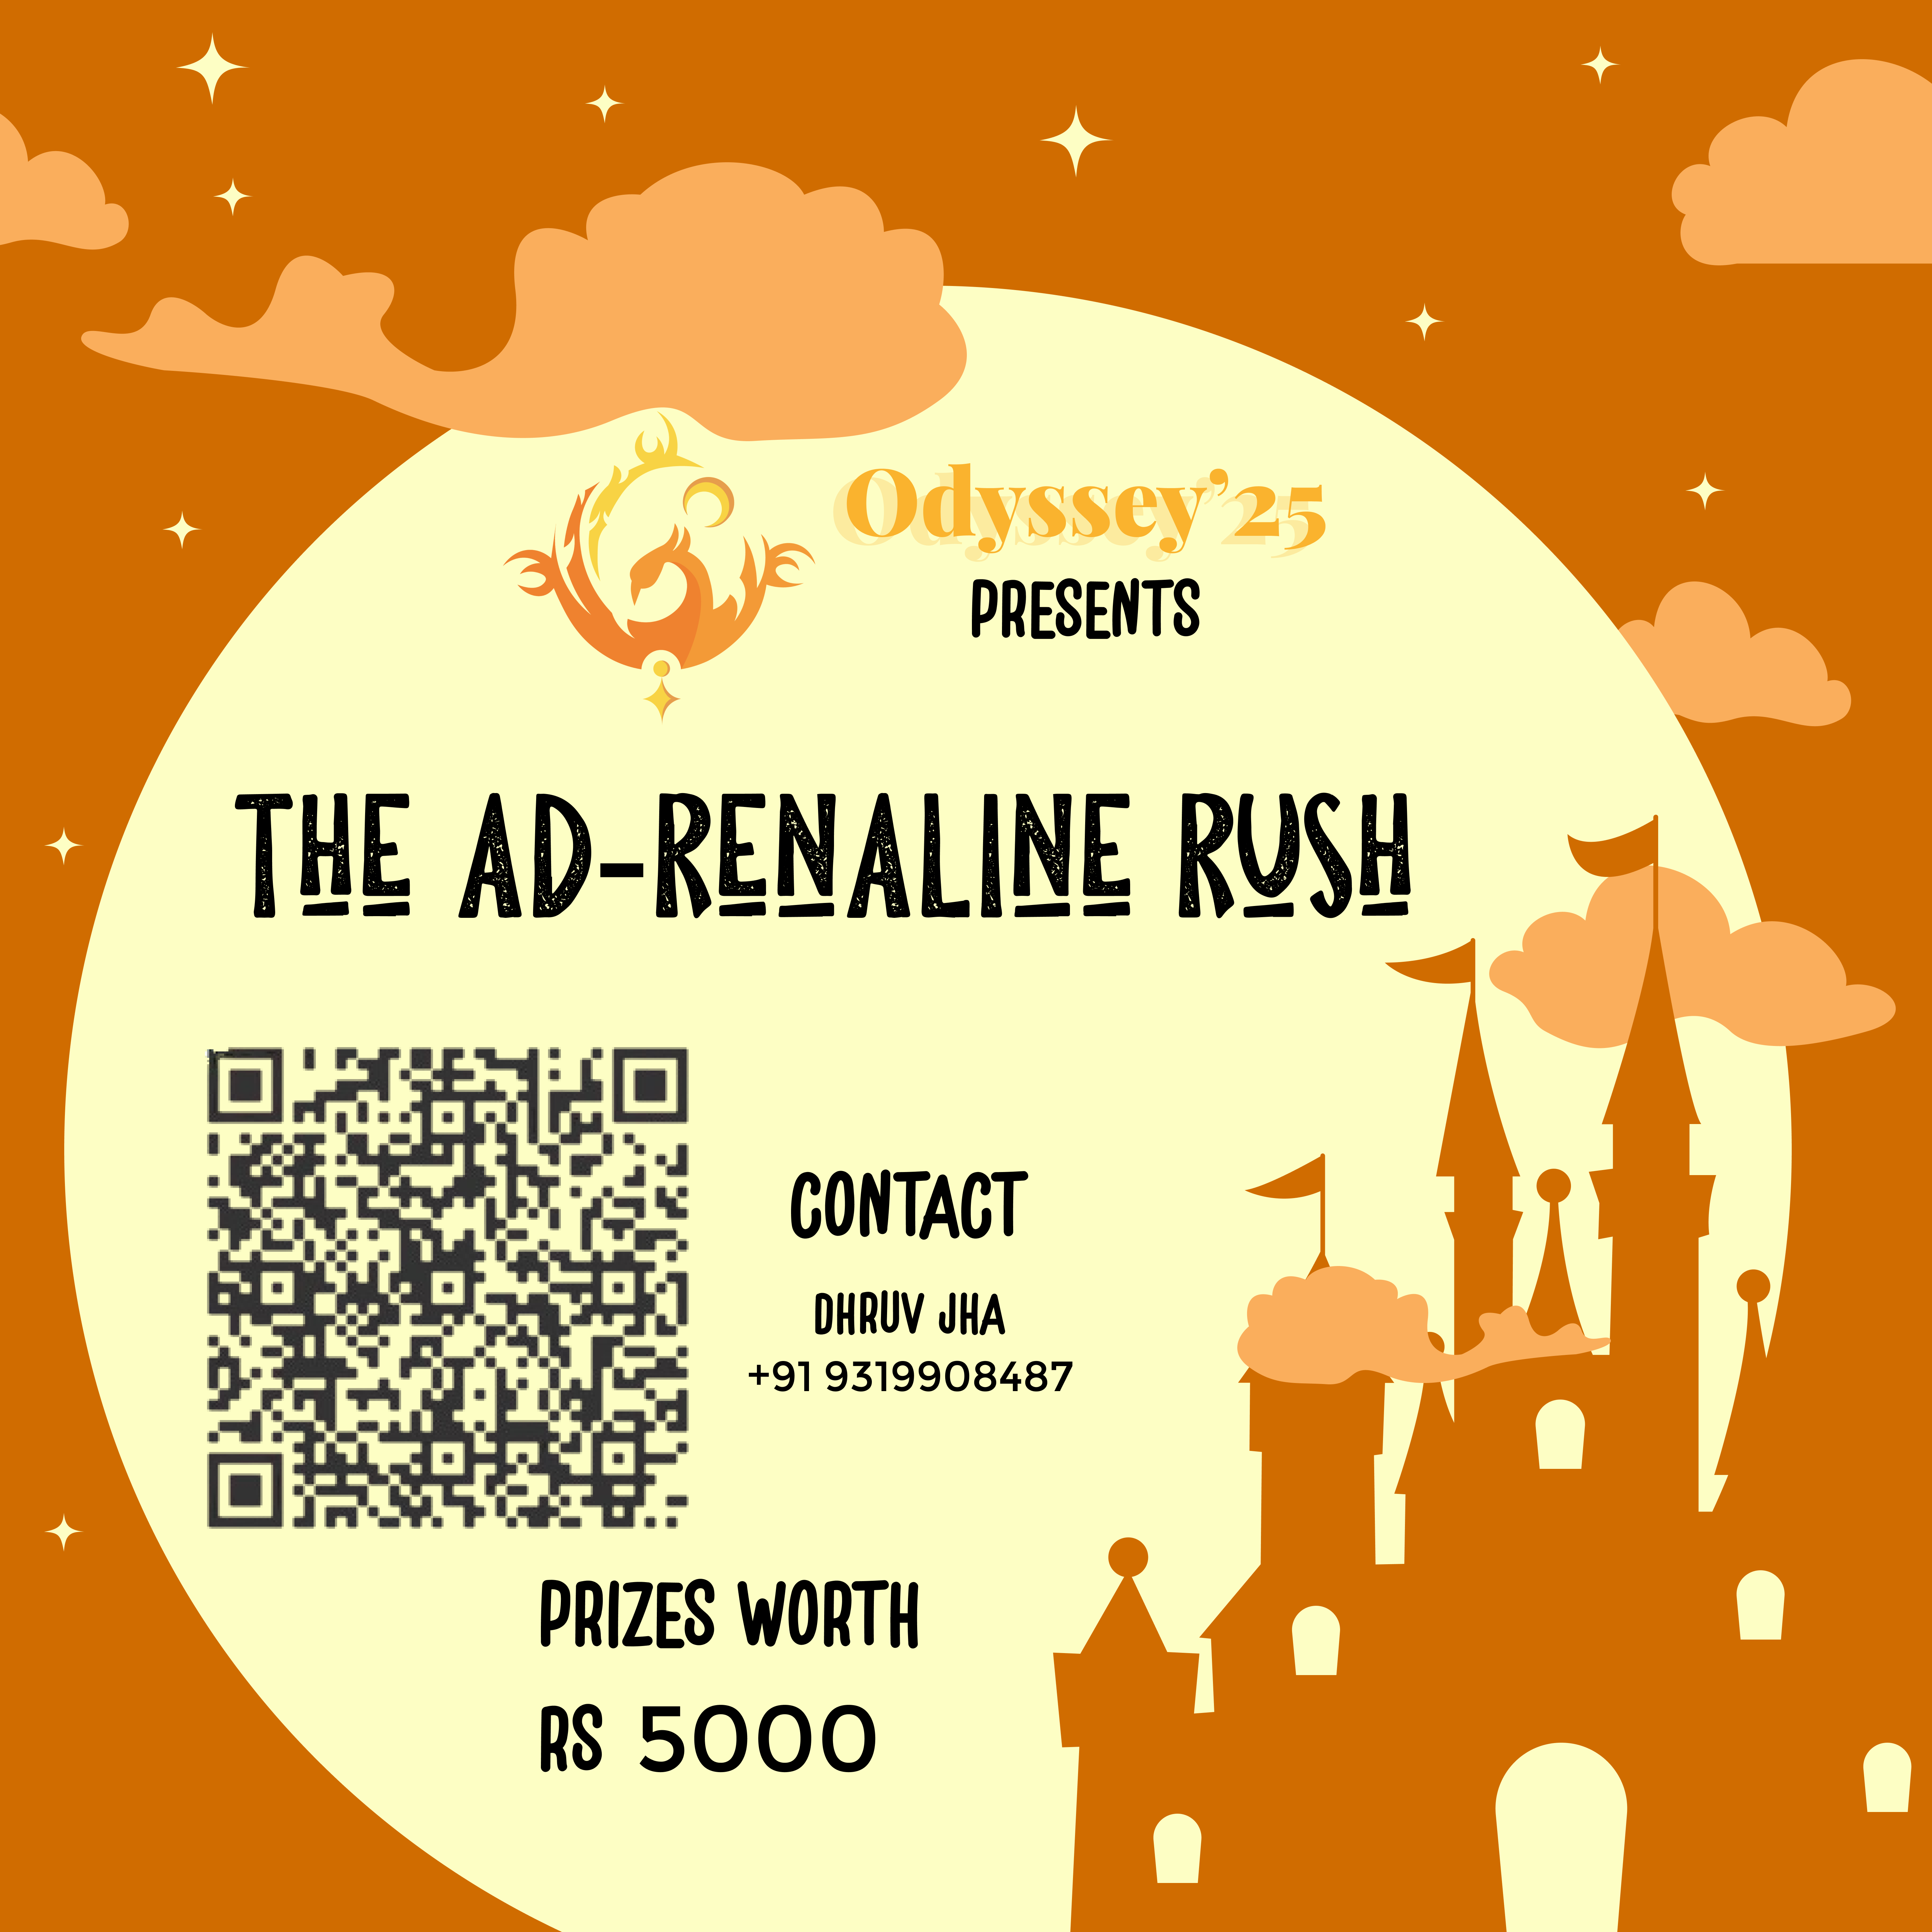 Odyssey'25
PRESENTS
THE AD-RENALINE RUSH
CONTACT
DHRUV JHA
+91 9319908487
PRIZES WORTH
RS 5000